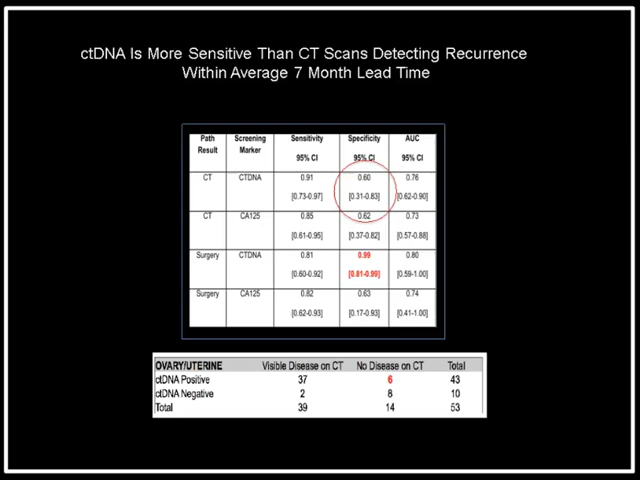 ctDNA Is More Sensitive Than CT Scans Detecting Recurrence
Within Average 7 Month Lead Time
Path Result Screening Marker Sensitivity 95% CI Specificity 95% CI AUC 95% CI
CT CTDNA 0.91 0.60 0.76
[0.73-0.97] [0.31-0.83] [0.62-0.90]
CT CA125 0.85 0.62 0.73
[0.61-0.95] [0.37-0.82] [0.57-0.88]
Surgery CTDNA 0.81 0.99 0.80
[0.60-0.92] [0.81-0.99] [0.59-1.00]
Surgery CA125 0.82 0.63 0.74
[0.62-0.93] [0.17-0.93] [0.41-1.00]
OVARY/UTERINE Visible Disease on CT No Disease on CT Total
ctDNA Positive 37 6 43
ctDNA Negative 2 8 10
Total 39 14 53